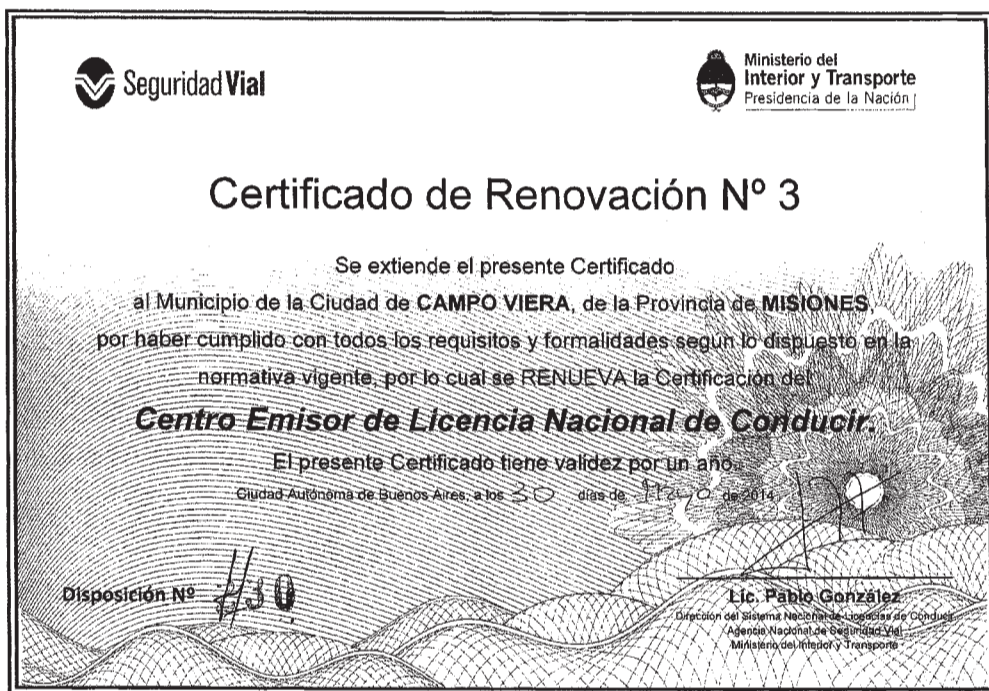 Seguridad Vial
Ministerio del
Interior y Transporte
Presidencia de la Nación
Certificado de Renovación Nº 3
Se extiende el presente Certificado
al Municipio de la Ciudad de CAMPO VIERA, de la Provincia de MISIONES,
por haber cumplido con todos los requisitos y formalidades según lo dispuesto en la
normativa vigente, por lo cual se RENUEVA la Certificación del
Centro Emisor de Licencia Nacional de Conducir.
El presente Certificado tiene validez por un año.
Ciudad Autónoma de Buenos Aires, a los 30 días de Mayo de 2014
Disposición Nº
Lic. Pablo González
Dirección del Sistema Nacional de Licencias de Conducir
Agencia Nacional de Seguridad Vial
Ministerio del Interior y Transporte